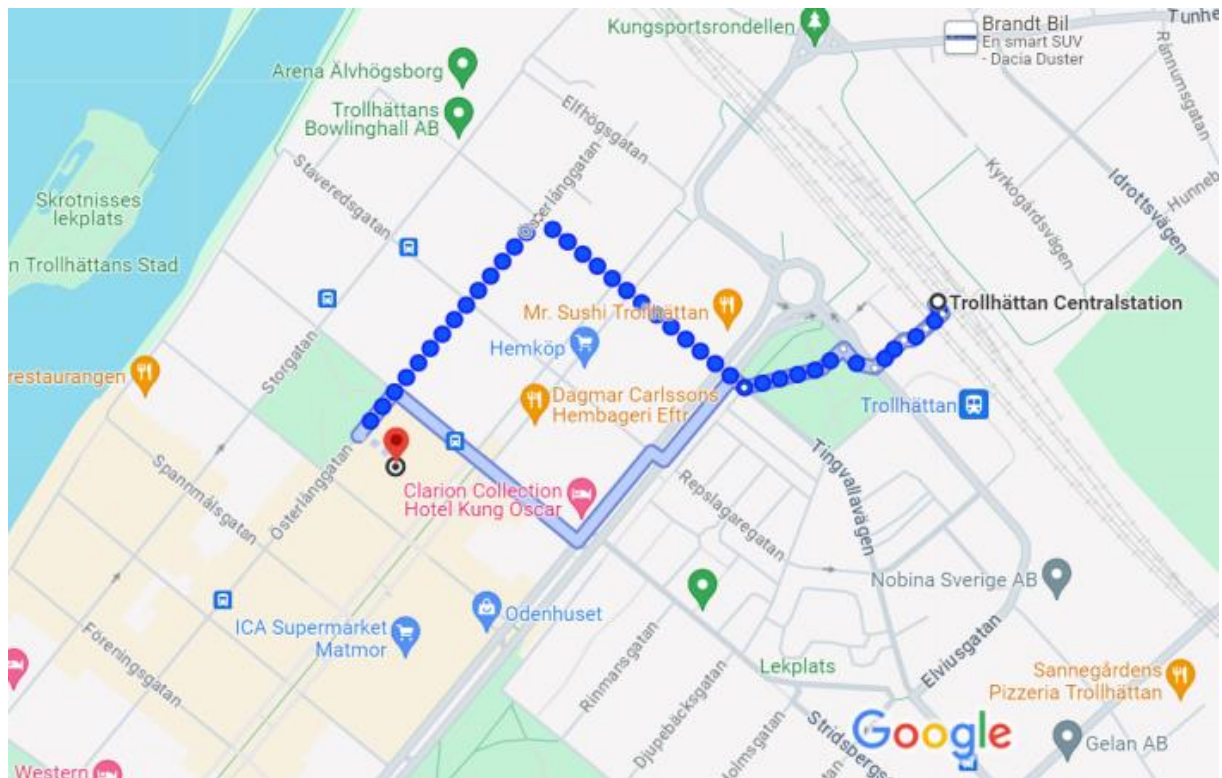 Kungsportsrondellen
Brandt Bil
En smart SUV
- Dacia Duster
Tunhe
Rånnumsgatan
Arena Älvhögsborg
Trollhättans
Bowlinghall AB
Elfhögsgatan
Staveredsgatan
Österlånggatan
Kyrkogårdsvägen
Idrottsvägen
Hunneb
Skrotnisses
lekplats
n Trollhättans Stad
Trollhättan Centralstation
Mr. Sushi Trollhättan
Hemköp
Storgatan
restaurangen
Dagmar Carlssons
Hembageri Eftr.
Trollhättan
Österlånggatan
Spannmålsgatan
Clarion Collection
Hotel Kung Oscar
Repslagaregatan
Tingvallavägen
Nobina Sverige AB
Odenhuset
ICA Supermarket
Matmor
Föreningsgatan
Rinmansgatan
Djupebäcksgatan
Lekplats
Elviusgatan
Sannegårdens
Pizzeria Trollhättan
Stridsbergs
olmsgatan
Google
Gelan AB
Western